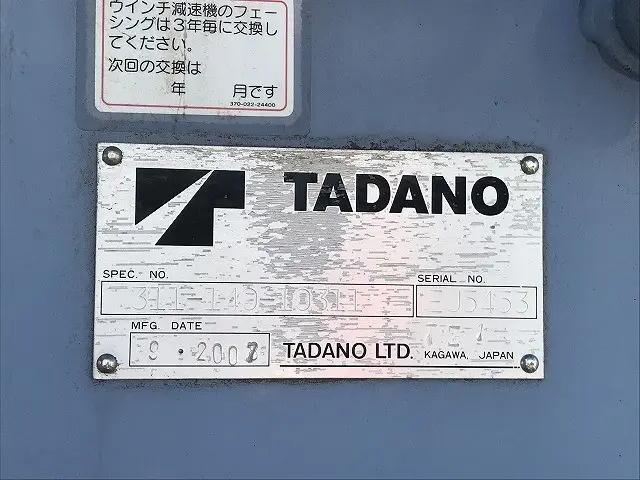 ウインチ減速機のフェー
シングは3年毎に交換し
てください。
次回の交換は
年 月です
370-022-24400
TADANO
SPEC. NO.
SERIAL NO.
MFG. DATE
9 . 2007
TADANO LTD. KAGAWA, JAPAN